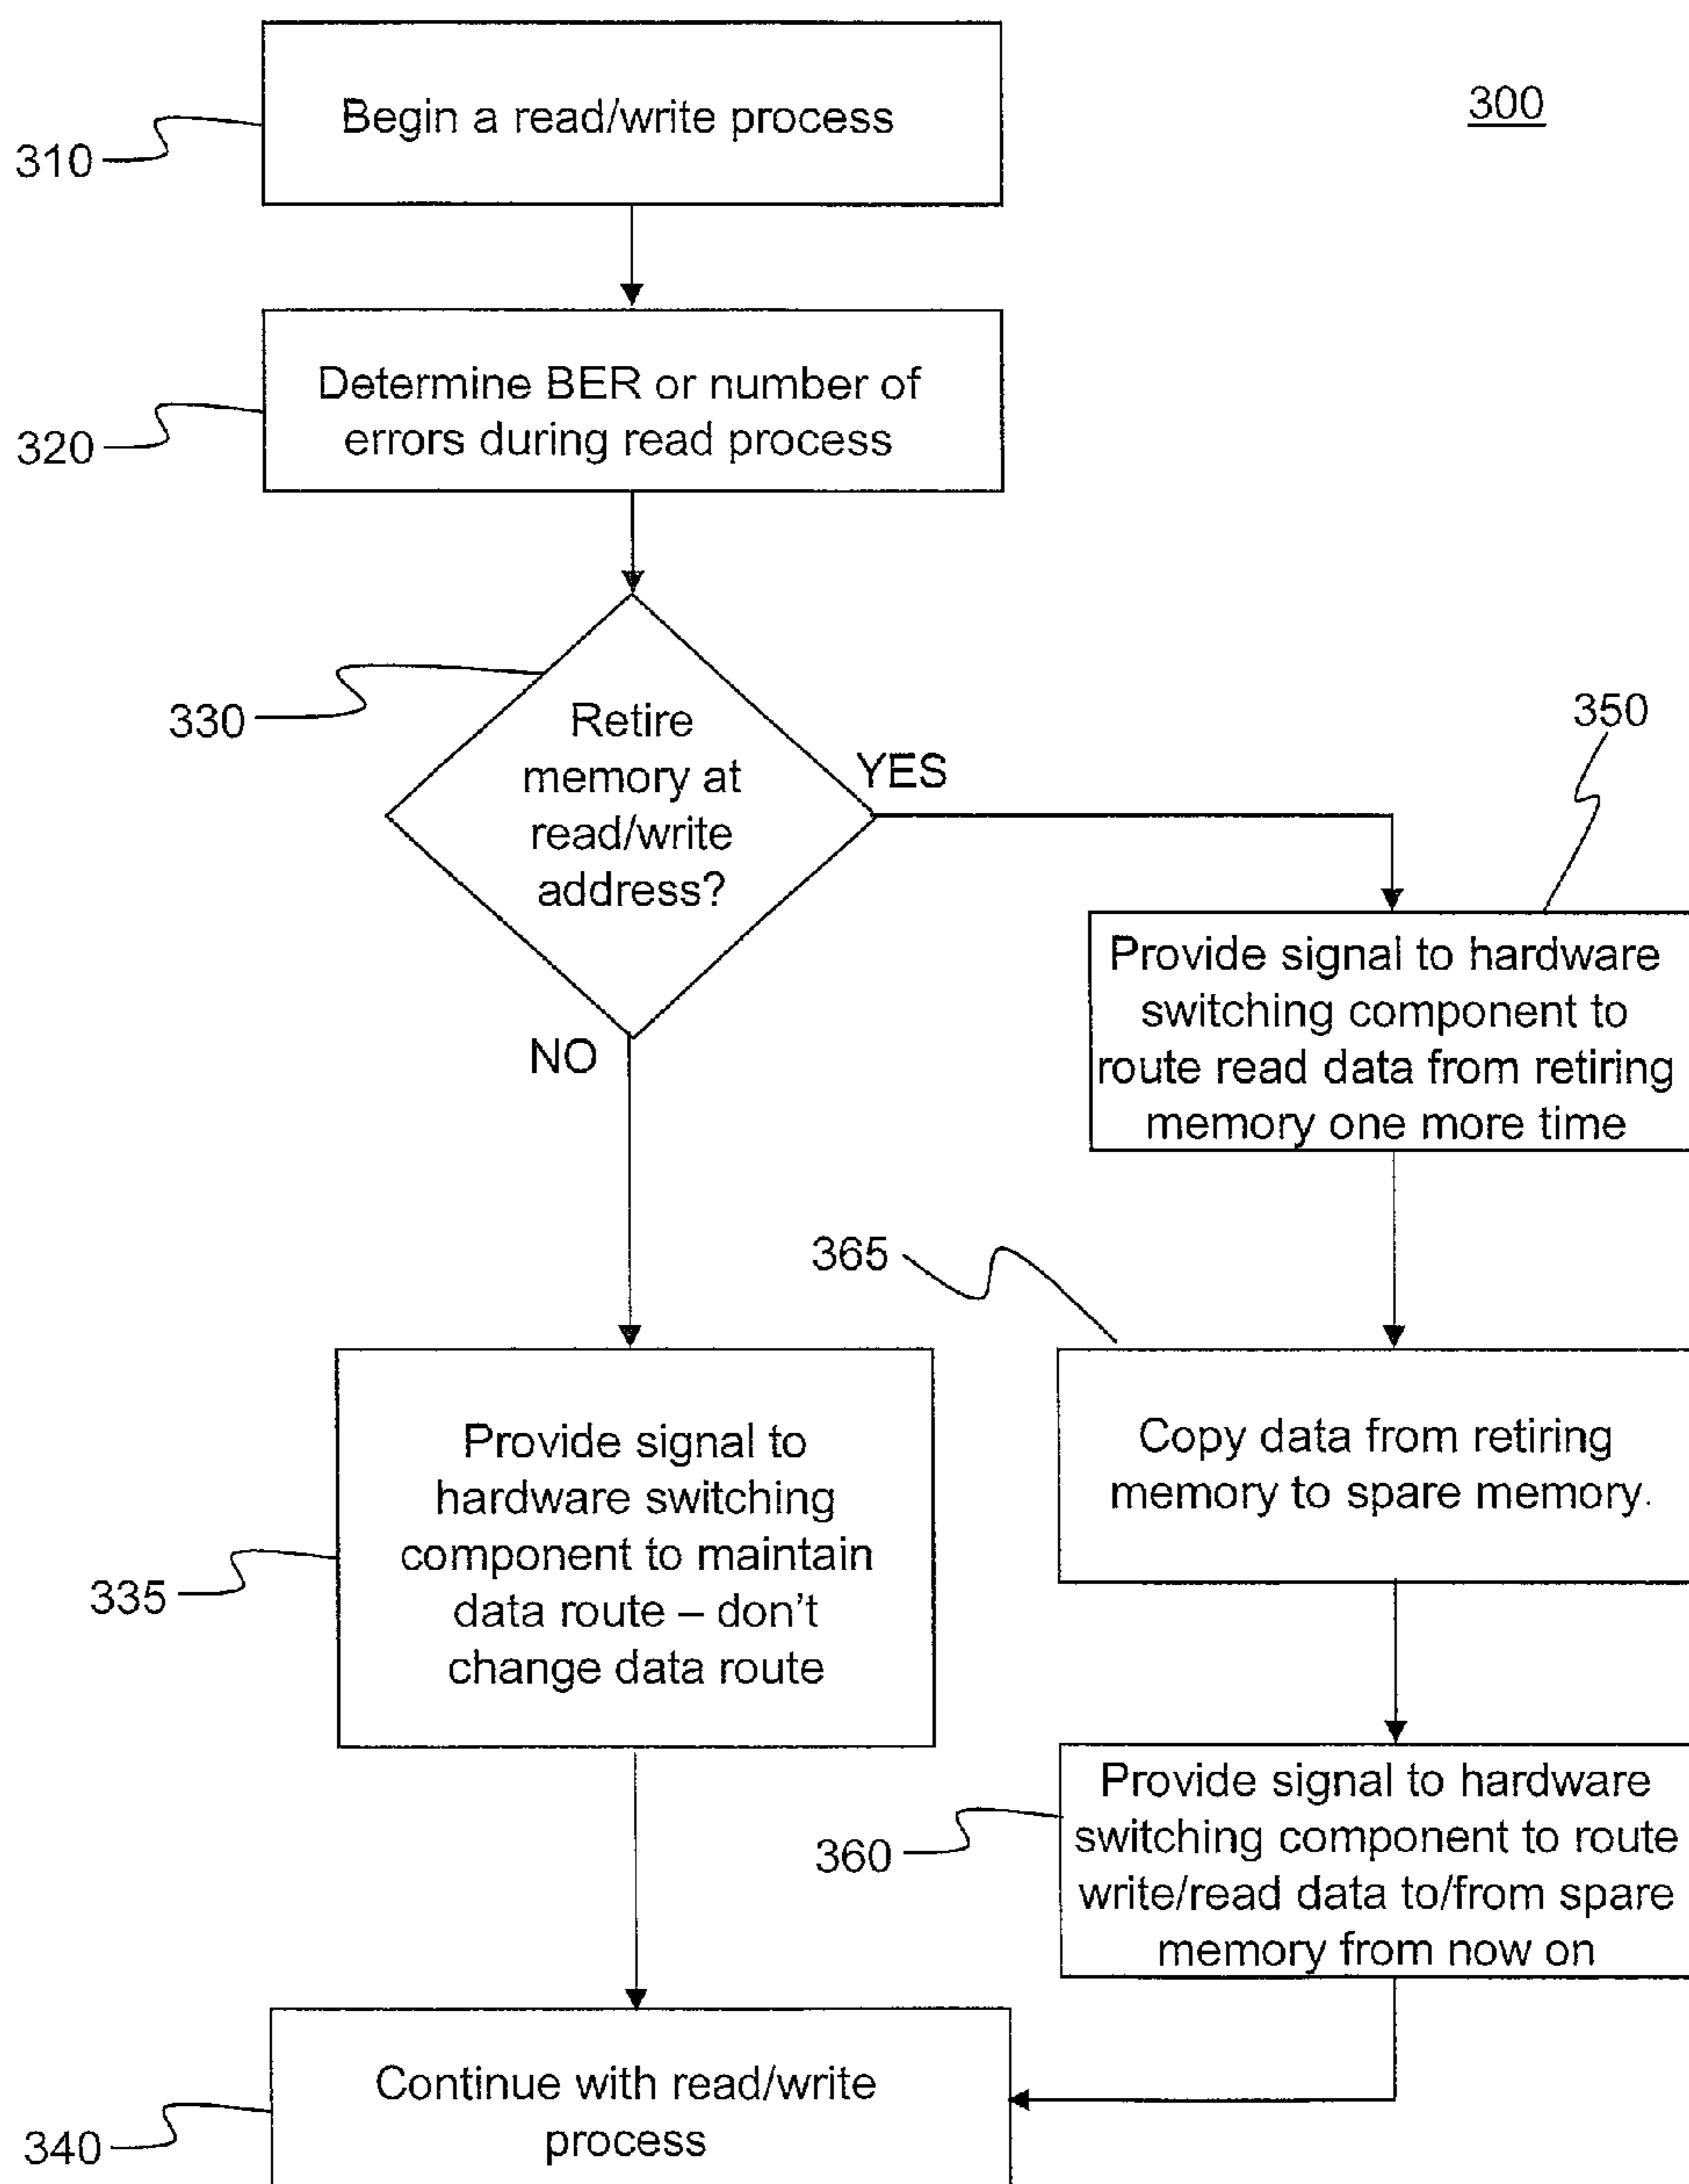 300
Begin a read/write process
310
Determine BER or number of
errors during read process
320
Retire
memory at
read/write
address?
330
YES
350
Provide signal to hardware
switching component to
route read data from retiring
memory one more time
NO
365
Copy data from retiring
memory to spare memory.
Provide signal to
hardware switching
component to maintain
data route – don't
change data route
335
Provide signal to hardware
switching component to route
write/read data to/from spare
memory from now on
360
Continue with read/write
process
340